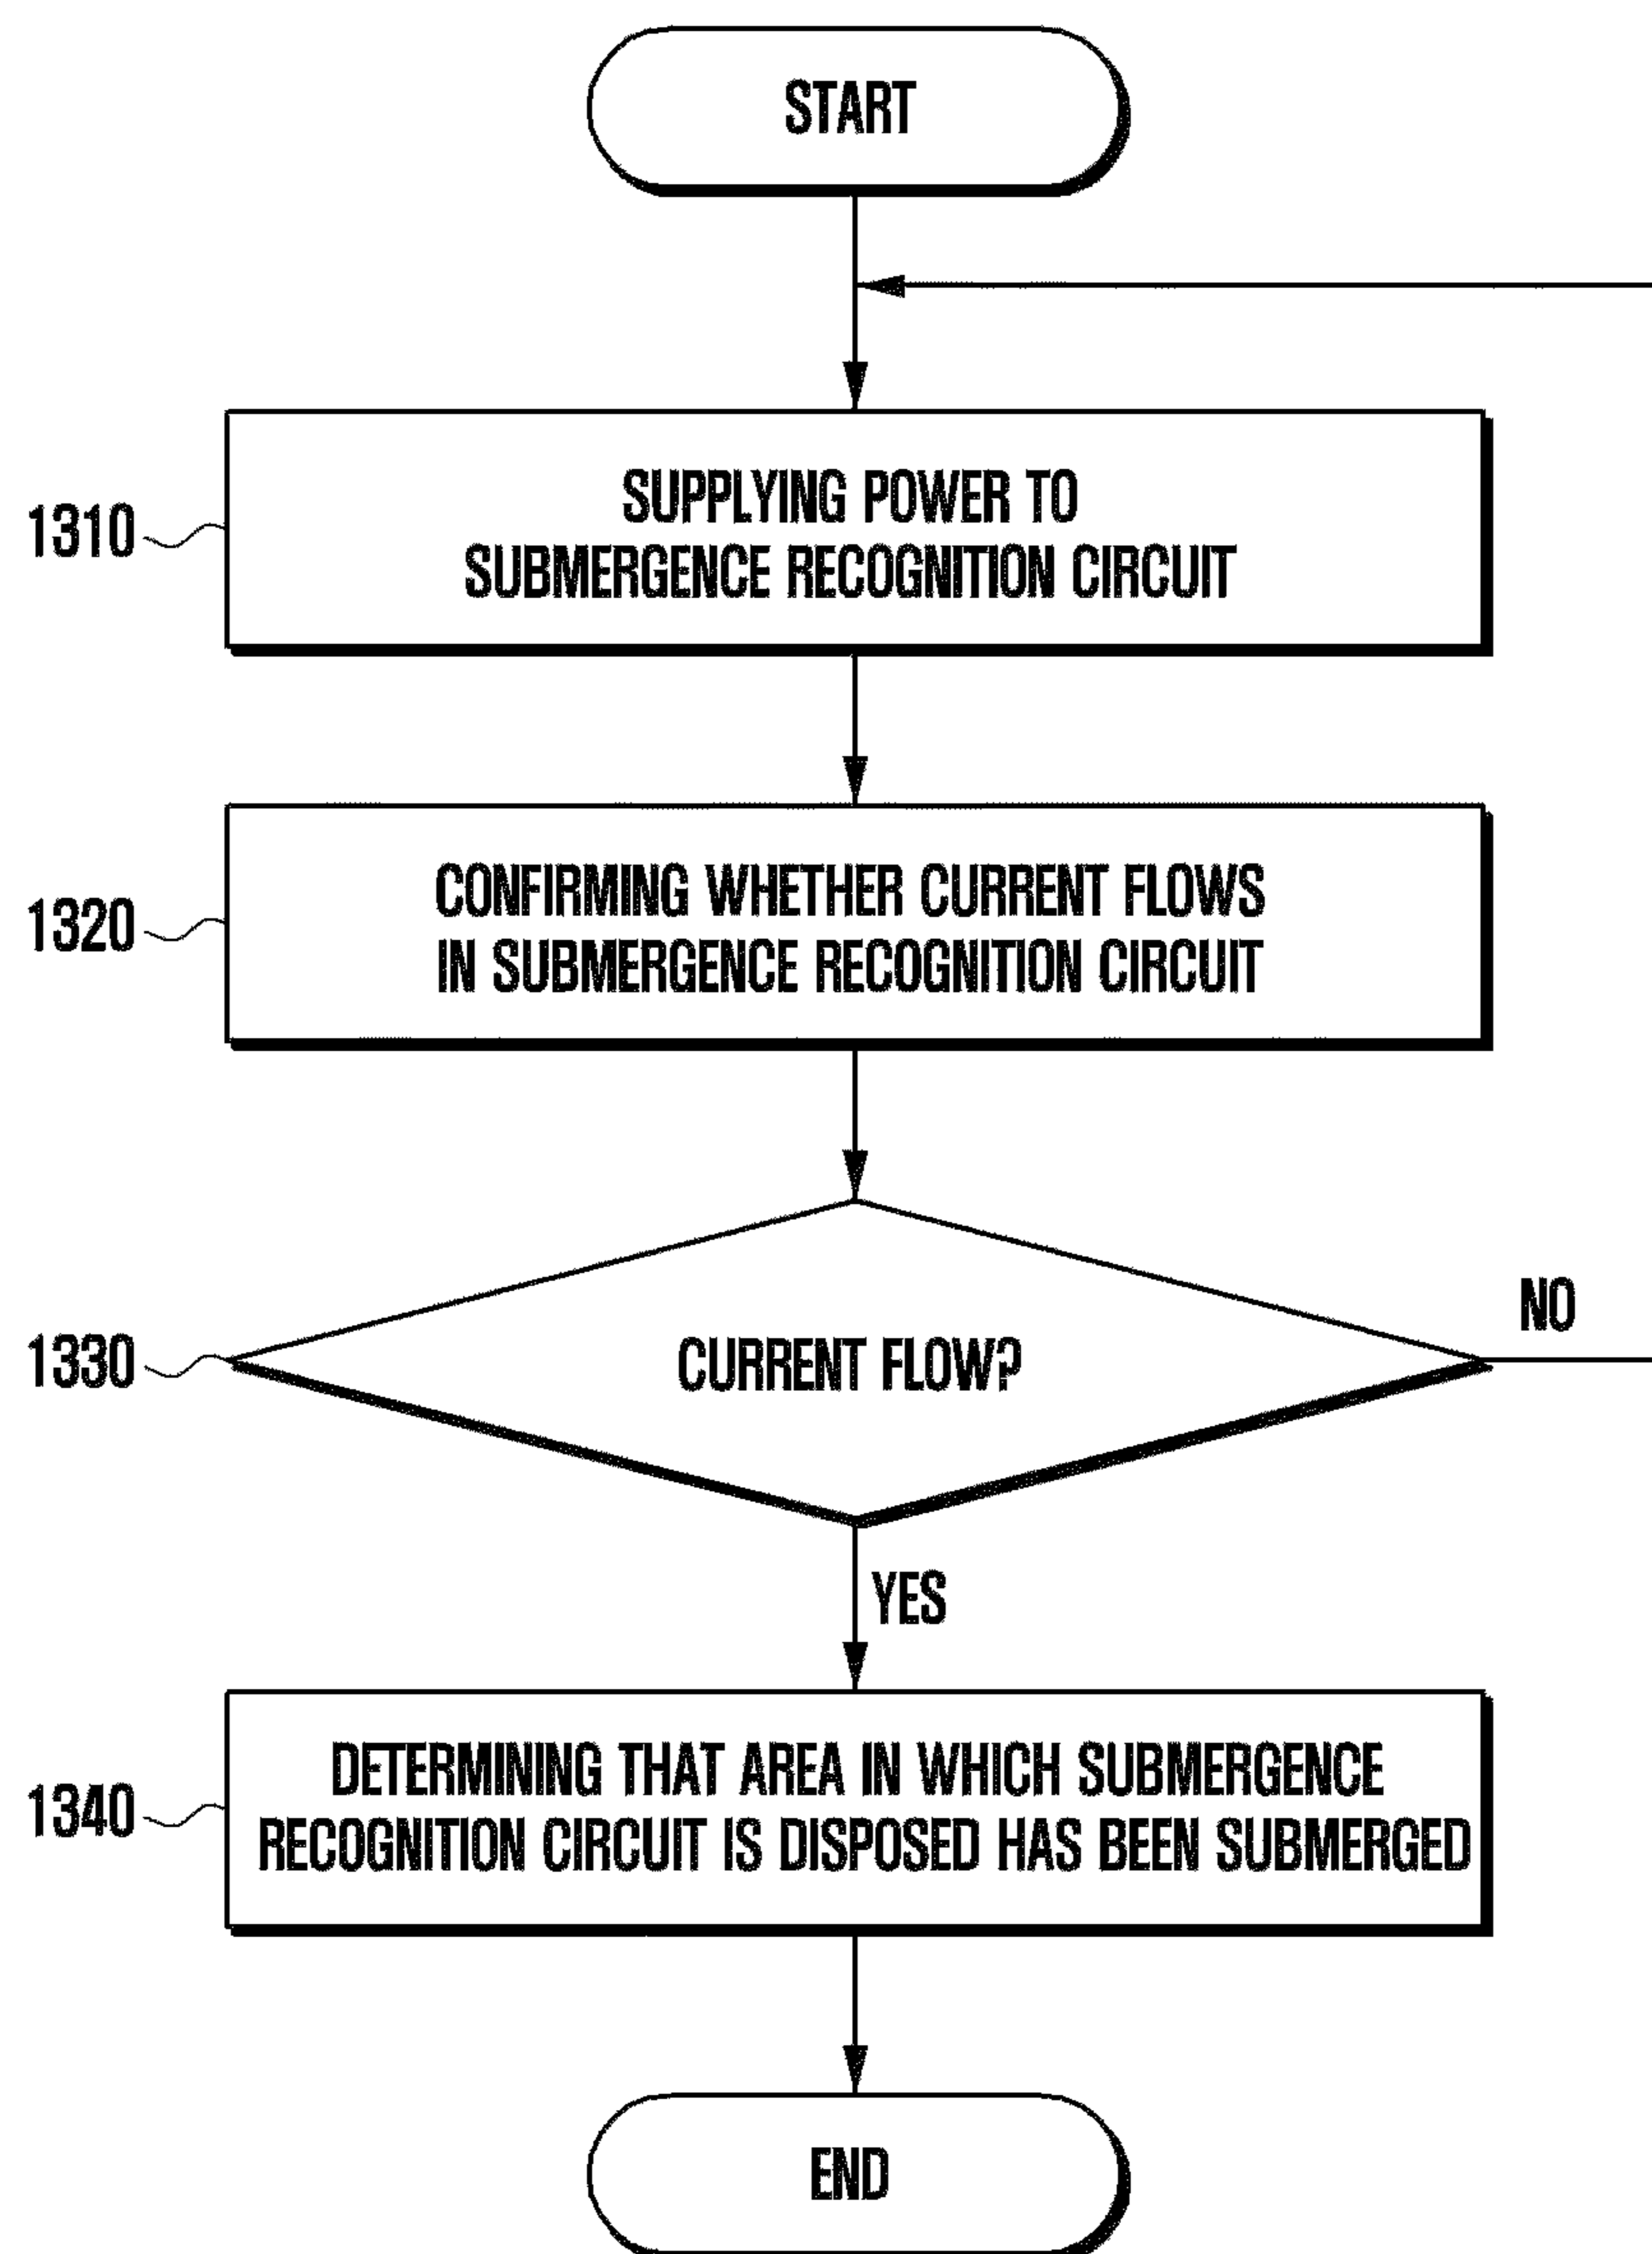 START
1310
SUPPLYING POWER TO
SUBMERGENCE RECOGNITION CIRCUIT
1320
CONFIRMING WHETHER CURRENT FLOWS
IN SUBMERGENCE RECOGNITION CIRCUIT
1330
CURRENT FLOW?
NO
YES
1340
DETERMINING THAT AREA IN WHICH SUBMERGENCE
RECOGNITION CIRCUIT IS DISPOSED HAS BEEN SUBMERGED
END